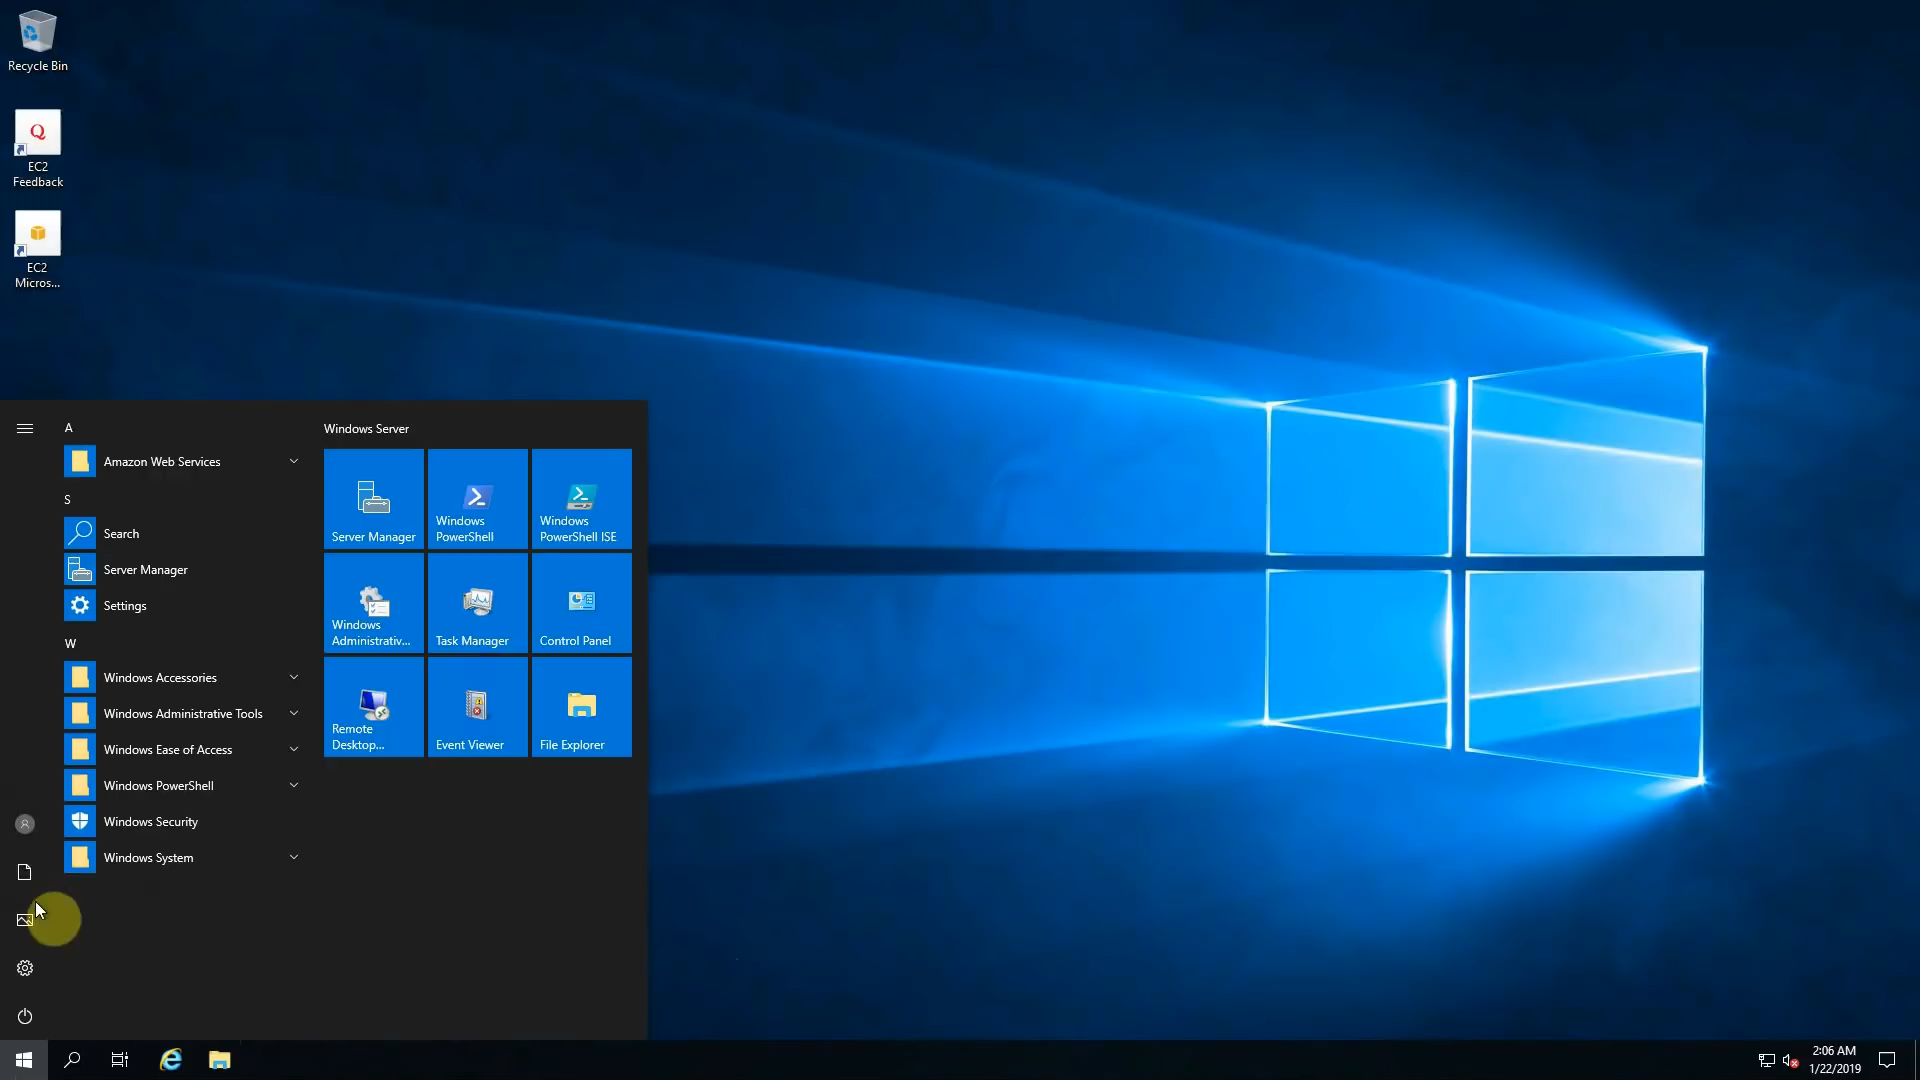 Recycle Bin
Q
EC2
Feedback
EC2
Micros...
A
Amazon Web Services
S
Search
Server Manager
Settings
W
Windows Accessories
Windows Administrative Tools
Windows Ease of Access
Windows PowerShell
Windows Security
Windows System
Windows Server
Server Manager
Windows
PowerShell
Windows
PowerShell ISE
Windows
Administrativ...
Task Manager
Control Panel
Remote
Desktop...
Event Viewer
File Explorer
2:06 AM
1/22/2019